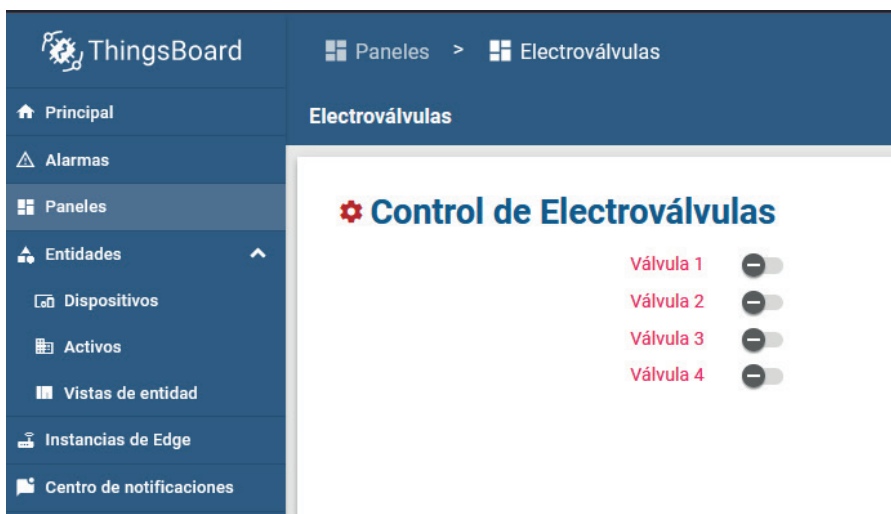 ThingsBoard
Paneles > Electroválvulas
Principal
Electroválvulas
Alarmas
Paneles
Entidades
Dispositivos
Activos
Vistas de entidad
Instancias de Edge
Centro de notificaciones
Control de Electroválvulas
Válvula 1
Válvula 2
Válvula 3
Válvula 4